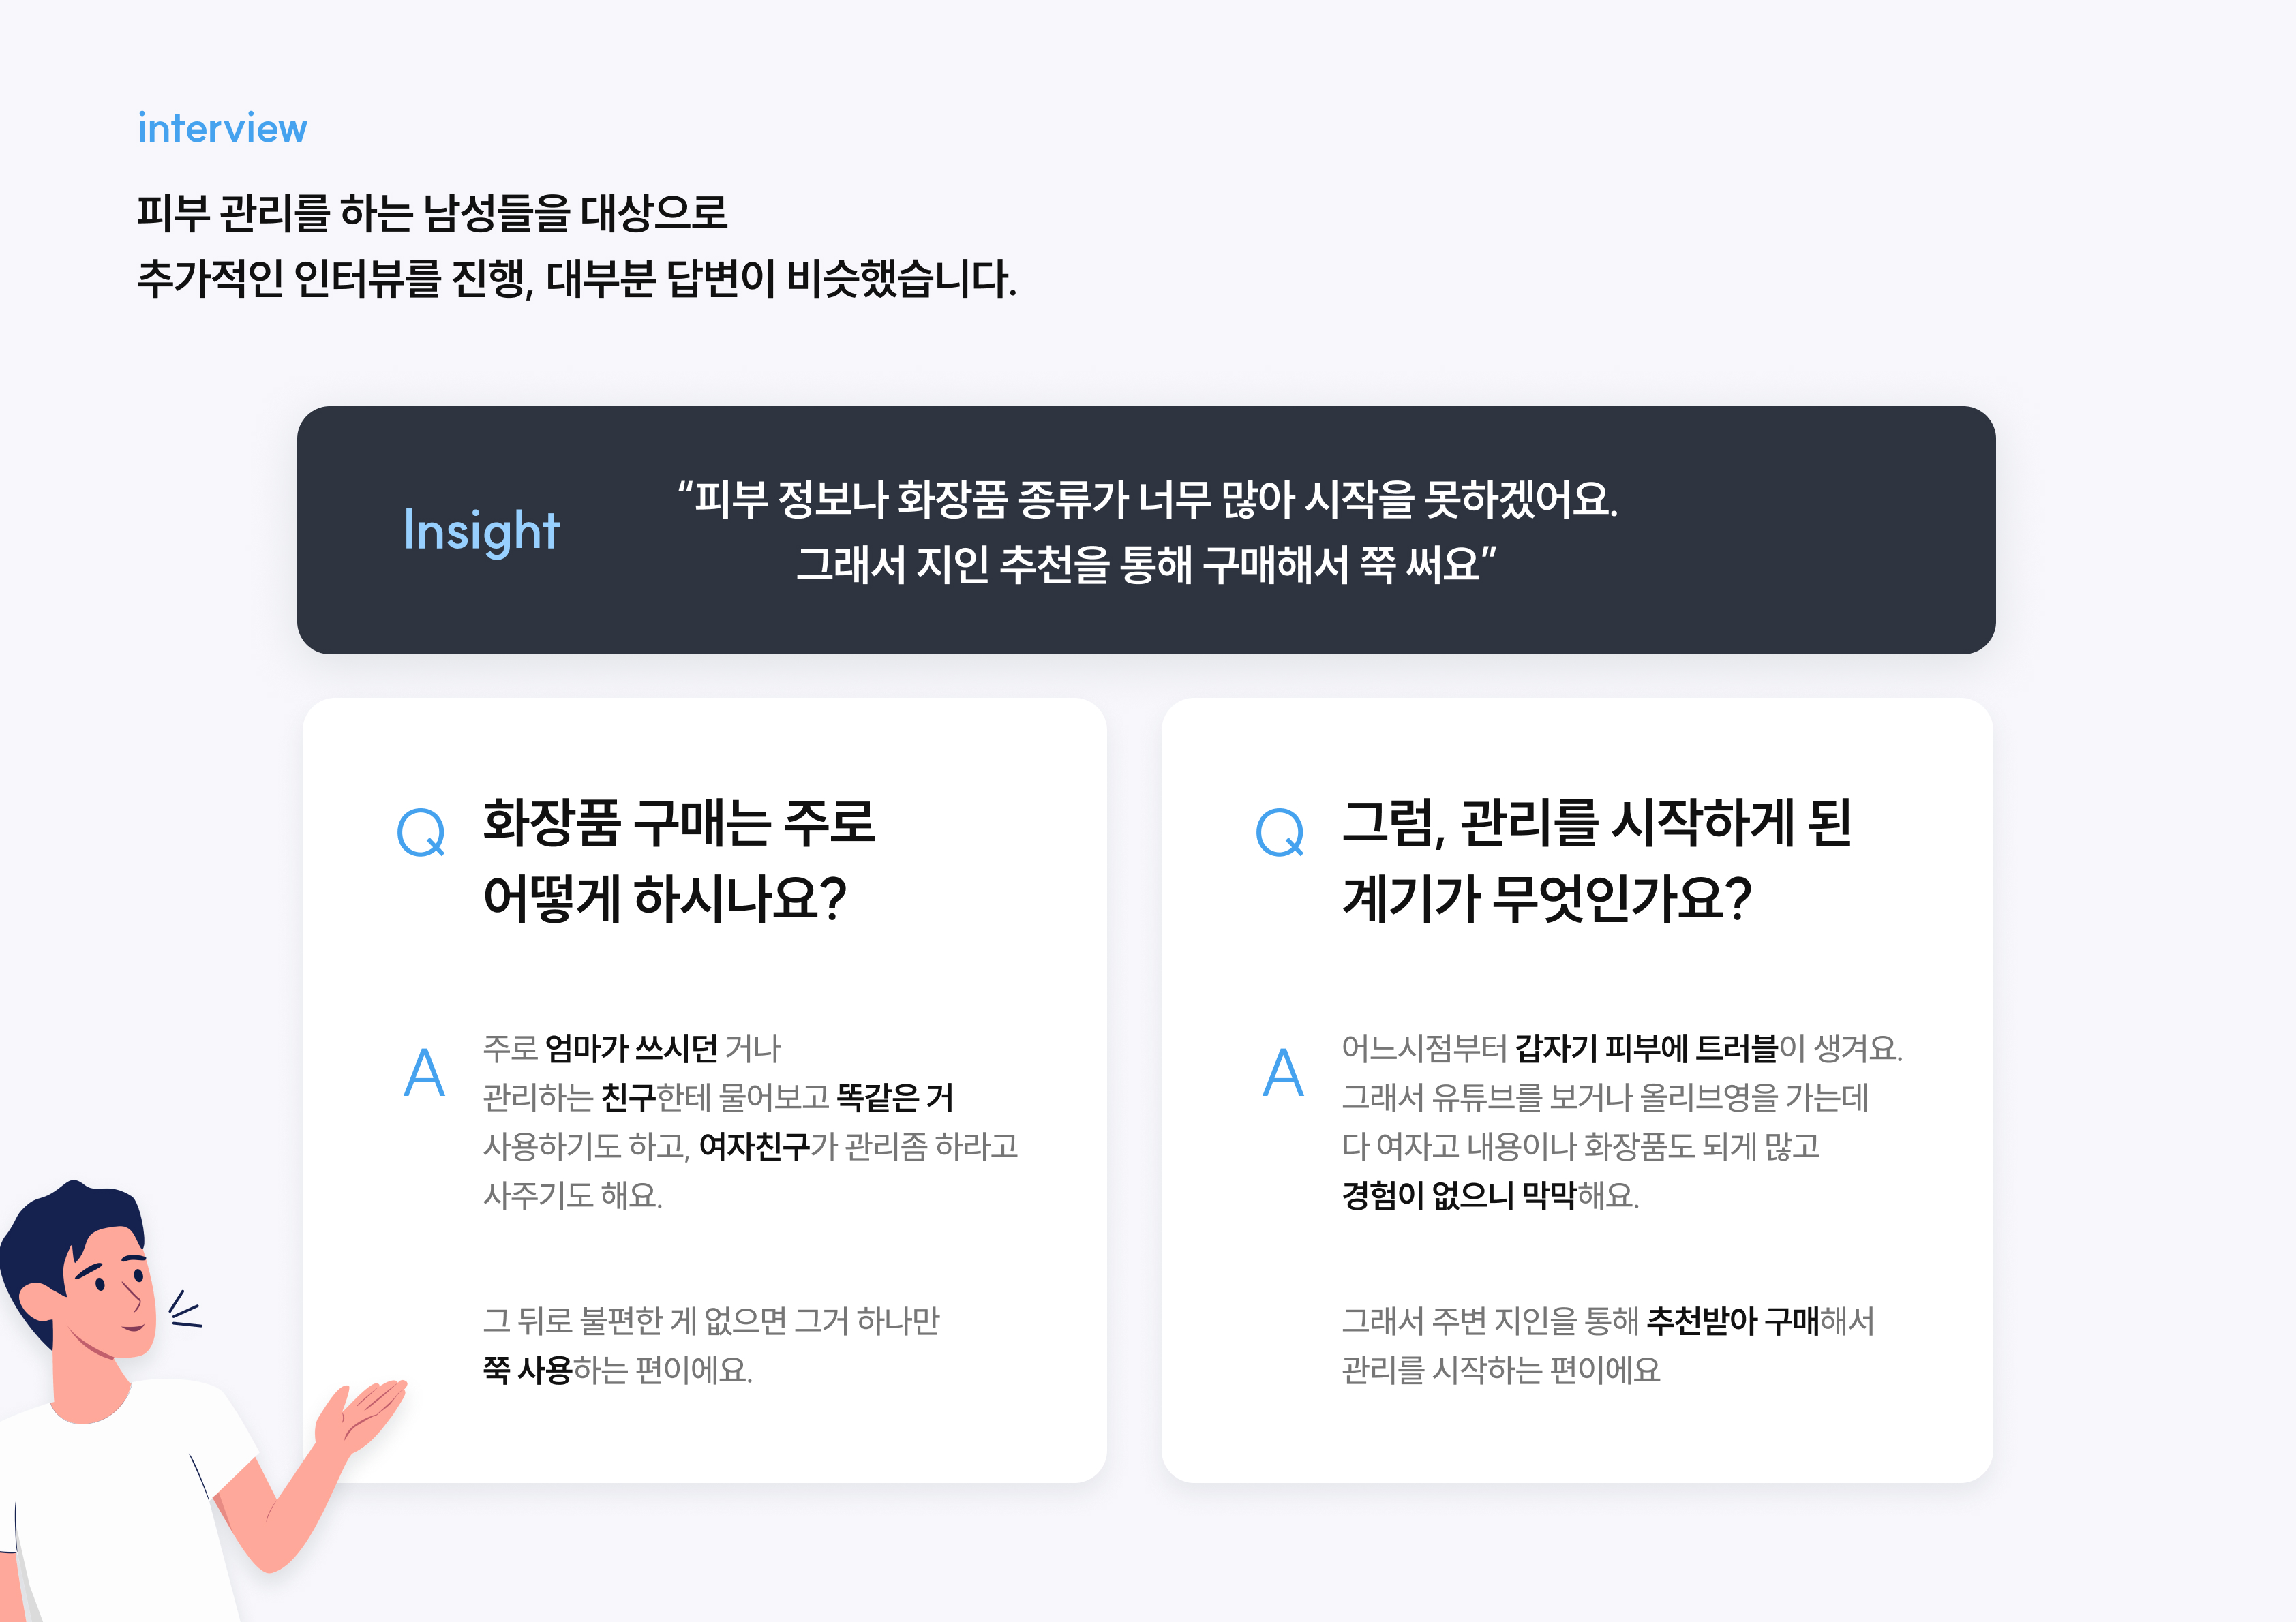 interview
피부 관리를 하는 남성들을 대상으로
추가적인 인터뷰를 진행, 대부분 답변이 비슷했습니다.
Insight
“피부 정보나 화장품 종류가 너무 많아 시작을 못하겠어요.
그래서 지인 추천을 통해 구매해서 쭉 써요”
Q
화장품 구매는 주로
어떻게 하시나요?
A
주로 엄마가 쓰시던 거나
관리하는 친구한테 물어보고 똑같은 거
사용하기도 하고, 여자친구가 관리좀 하라고
사주기도 해요.
그 뒤로 불편한 게 없으면 그거 하나만
쭉 사용하는 편이에요.
Q
그럼, 관리를 시작하게 된
계기가 무엇인가요?
A
어느시점부터 갑자기 피부에 트러블이 생겨요.
그래서 유튜브를 보거나 올리브영을 가는데
다 여자고 내용이나 화장품도 되게 많고
경험이 없으니 막막해요.
그래서 주변 지인을 통해 추천받아 구매해서
관리를 시작하는 편이에요